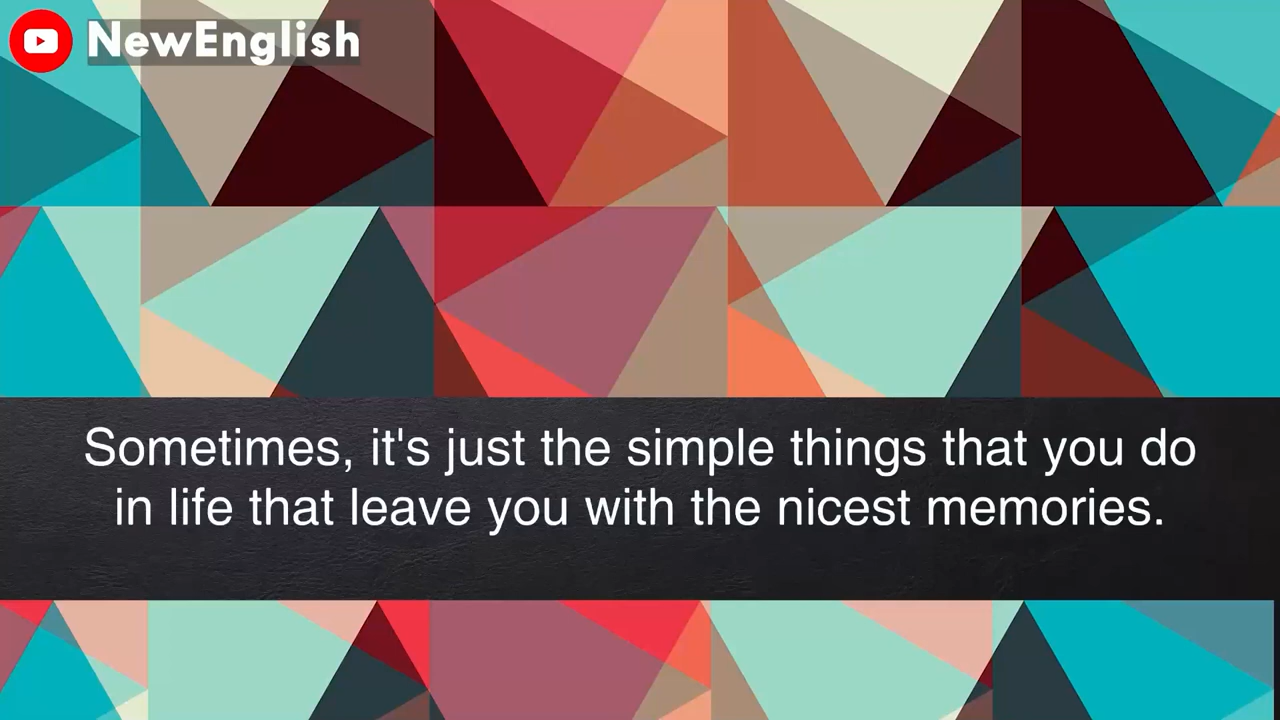 NewEnglish
Sometimes, it's just the simple things that you do
in life that leave you with the nicest memories.